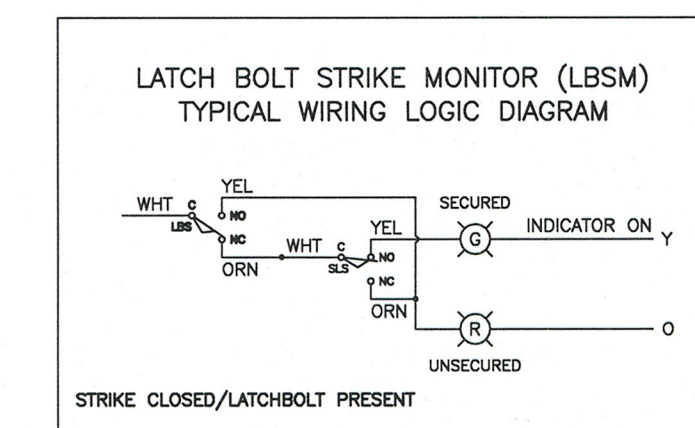 LATCH BOLT STRIKE MONITOR (LBSM)
TYPICAL WIRING LOGIC DIAGRAM
YEL
SECURED
WHT
C
NO
LBS
NC
YEL
G
INDICATOR ON
Y
WHT
C
NO
ORN
SLS
NC
ORN
R
O
UNSECURED
STRIKE CLOSED/LATCHBOLT PRESENT